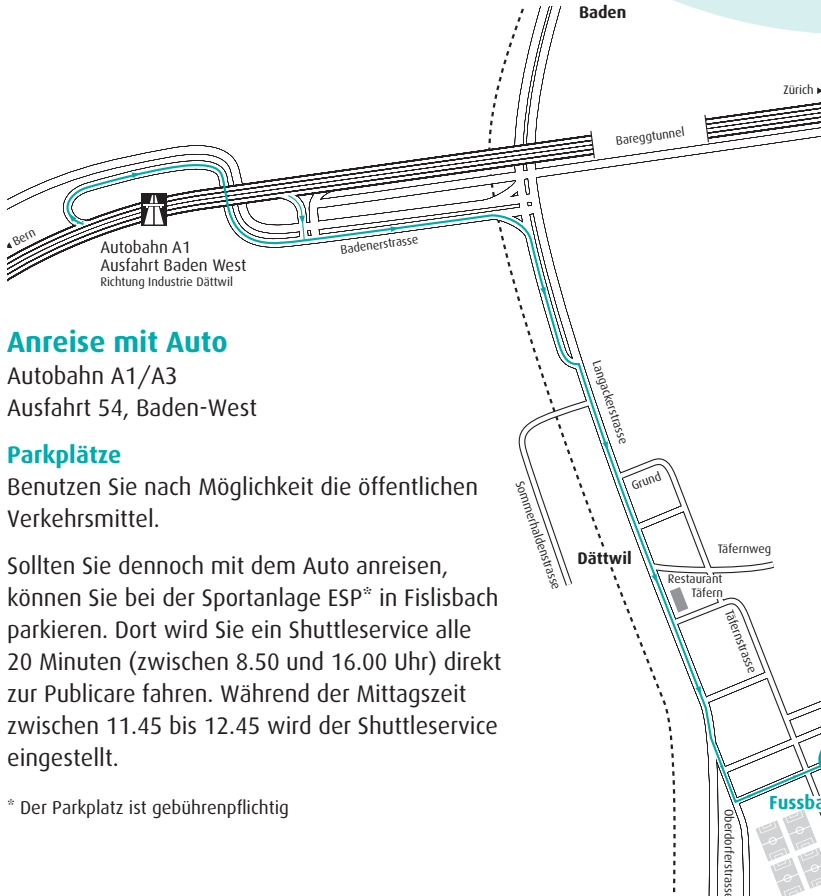 Baden
Zürich
Bareggtunnel
Bern
Autobahn A1
Ausfahrt Baden West
Richtung Industrie Dättwil
Badenerstrasse
Anreise mit Auto
Autobahn A1/A3
Ausfahrt 54, Baden-West
Parkplätze
Benutzen Sie nach Möglichkeit die öffentlichen
Verkehrsmittel.
Sollten Sie dennoch mit dem Auto anreisen,
können Sie bei der Sportanlage ESP* in Fislisbach
parkieren. Dort wird Sie ein Shuttleservice alle
20 Minuten (zwischen 8.50 und 16.00 Uhr) direkt
zur Publicare fahren. Während der Mittagszeit
zwischen 11.45 bis 12.45 wird der Shuttleservice
eingestellt.
* Der Parkplatz ist gebührenpflichtig
Langackerstrasse
Sommerhaldenstrasse
Grund
Dättwil
Täfernweg
Restaurant
Täfern
Täfernstrasse
Fussba
Oberdorferstrasse